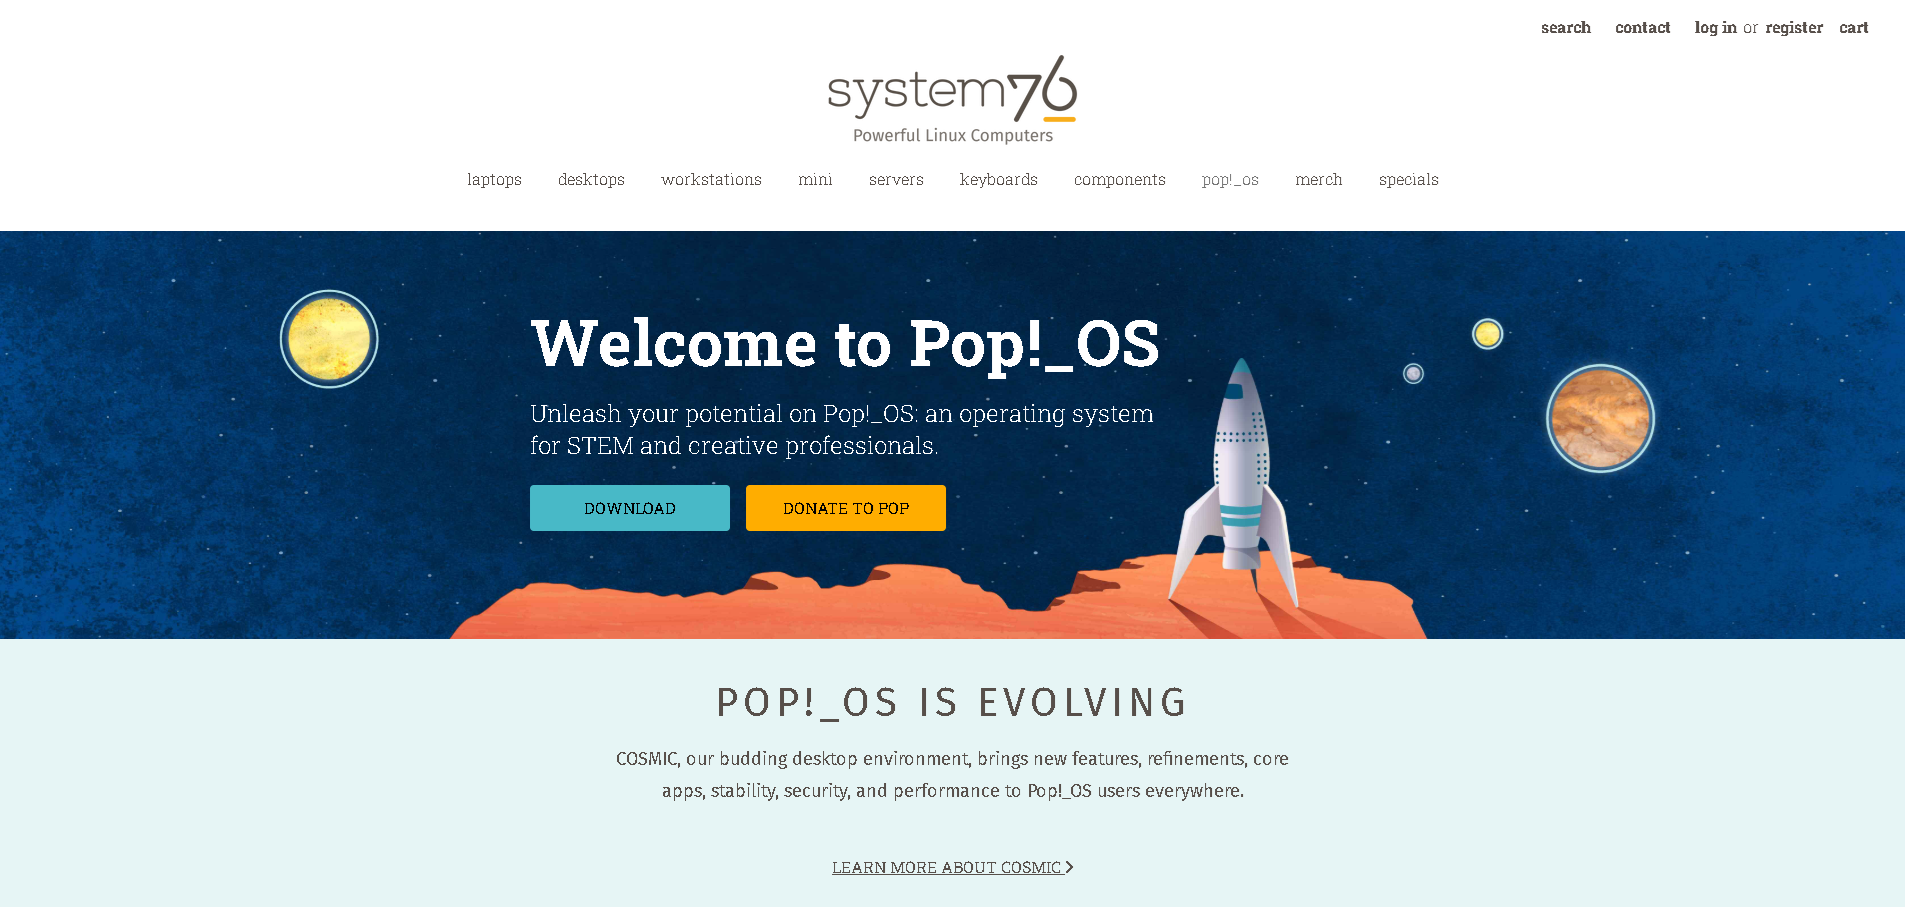 search contact log in or register cart
system76
Powerful Linux Computers
laptops desktops workstations mini servers keyboards components pop!_os merch specials
Welcome to Pop!_OS
Unleash your potential on Pop!_OS: an operating system
for STEM and creative professionals.
DOWNLOAD DONATE TO POP
POP!_OS IS EVOLVING
COSMIC, our budding desktop environment, brings new features, refinements, core
apps, stability, security, and performance to Pop!_OS users everywhere.
LEARN MORE ABOUT COSMIC